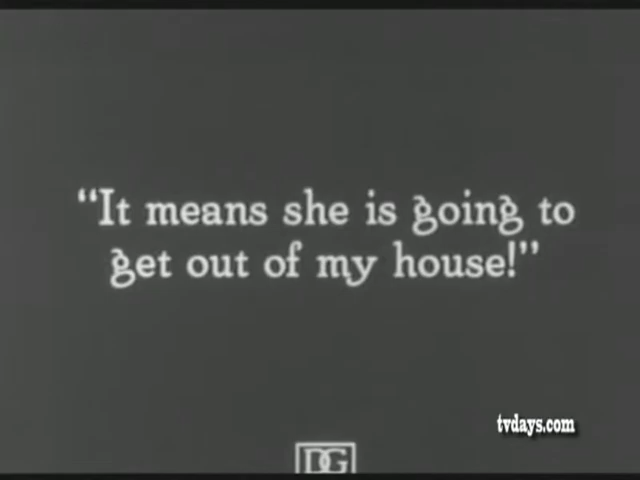 “It means she is going to
get out of my house!”
tvdays.com
DG